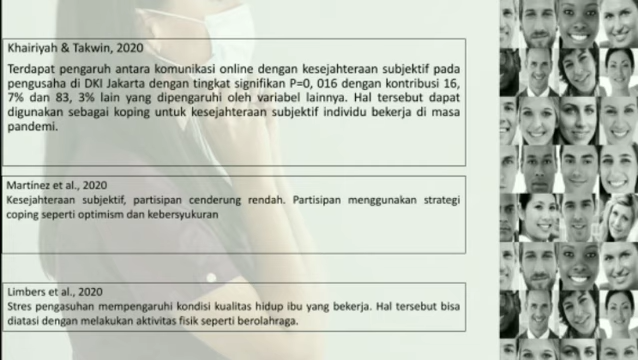 Khairiyah & Takwin, 2020
Terdapat pengaruh antara komunikasi online dengan kesejahteraan subjektif pada
pengusaha di DKI Jakarta dengan tingkat signifikan P=0, 016 dengan kontribusi 16,
7% dan 83, 3% lain yang dipengaruhi oleh variabel lainnya. Hal tersebut dapat
digunakan sebagai koping untuk kesejahteraan subjektif individu bekerja di masa
pandemi.
Martinez et al., 2020
Kesejahteraan subjektif, partisipan cenderung rendah. Partisipan menggunakan strategi
coping seperti optimism dan kebersyukuran
Limbers et al., 2020
Stres pengasuhan mempengaruhi kondisi kualitas hidup ibu yang bekerja. Hal tersebut bisa
diatasi dengan melakukan aktivitas fisik seperti berolahraga.